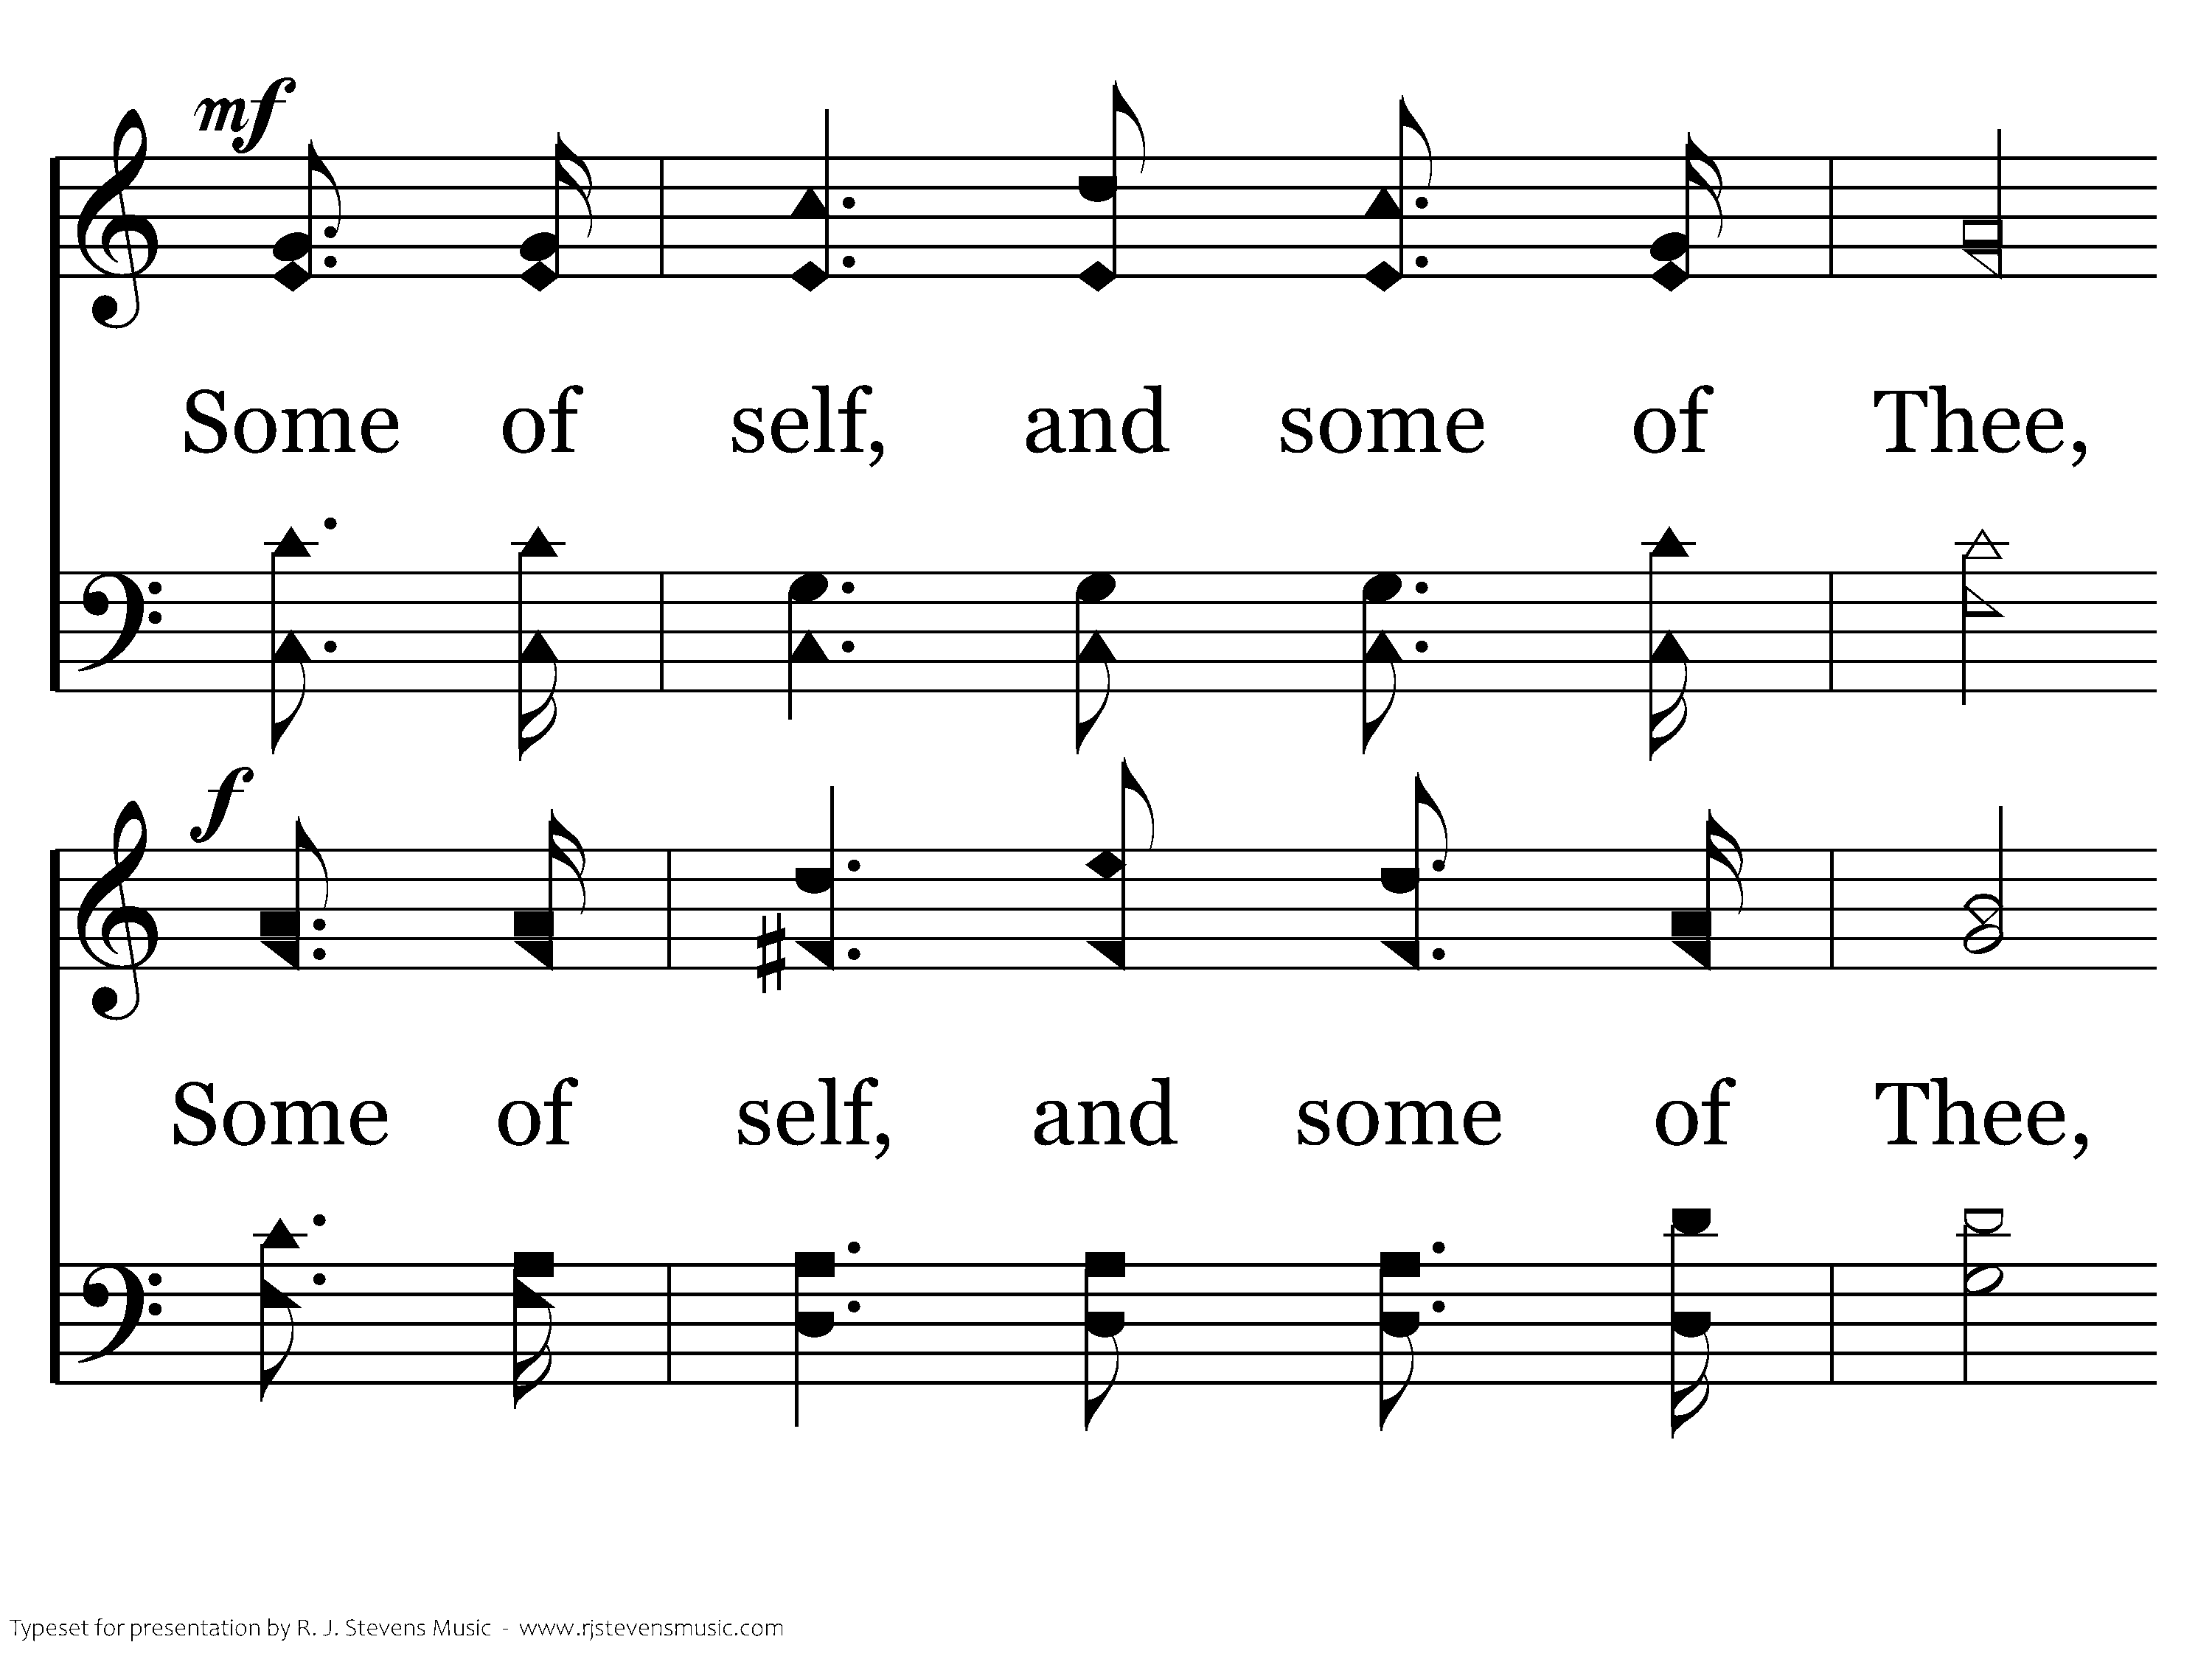 mf
Some of self, and some of Thee,
f
Some of self, and some of Thee,
Typeset for presentation by R. J. Stevens Music - www.rjstevensmusic.com